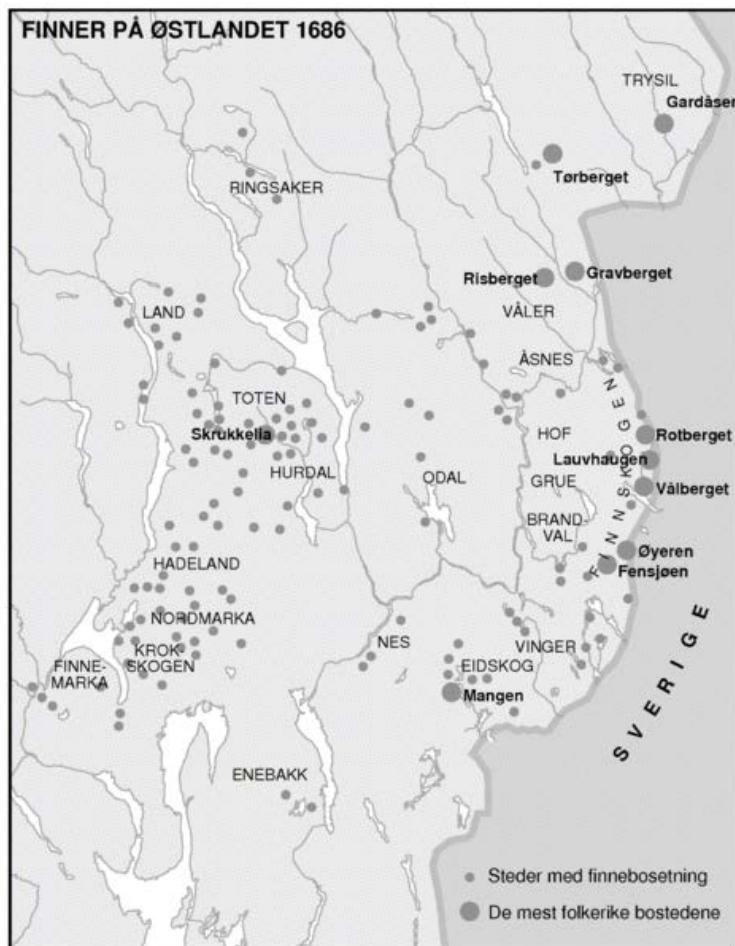 FINNER PÅ ØSTLANDET 1686
TRYSIL
Gardåsen
Tørberget
RINGSAKER
Risberget
Gravberget
LAND
VÅLER
ÅSNES
TOTEN
FINNSKOGEN
Skrukkelia
HOF
Rotberget
HURDAL
ODAL
Lauvhaugen
GRUE
Vålberget
BRAND-
VAL
HADELAND
Øyeren
Fensjøen
NORDMARKA
NES
VINGER
SVERIGE
KROK-
SKOGEN
FINNE-
MARKA
EIDSKOG
Mangen
ENEBAKK
Steder med finnebosetning
De mest folkerike bostedene